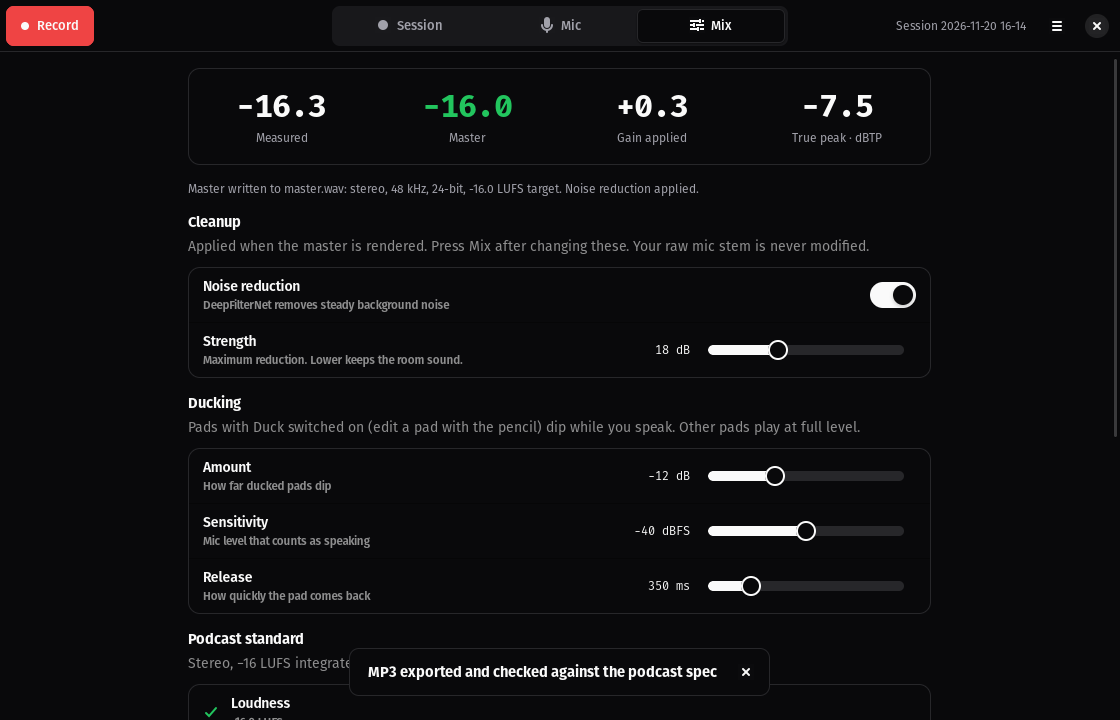 Record
Session
Mic
Mix
Session 2026-11-20 16-14
-16.3
-16.0
+0.3
-7.5
Measured
Master
Gain applied
True peak · dBTP
Master written to master.wav: stereo, 48 kHz, 24-bit, -16.0 LUFS target. Noise reduction applied.
Cleanup
Applied when the master is rendered. Press Mix after changing these. Your raw mic stem is never modified.
Noise reduction
DeepFilterNet removes steady background noise
Strength
Maximum reduction. Lower keeps the room sound.
18 dB
Ducking
Pads with Duck switched on (edit a pad with the pencil) dip while you speak. Other pads play at full level.
Amount
How far ducked pads dip
-12 dB
Sensitivity
Mic level that counts as speaking
-40 dBFS
Release
How quickly the pad comes back
350 ms
Podcast standard
Stereo, −16 LUFS integrate
MP3 exported and checked against the podcast spec
Loudness